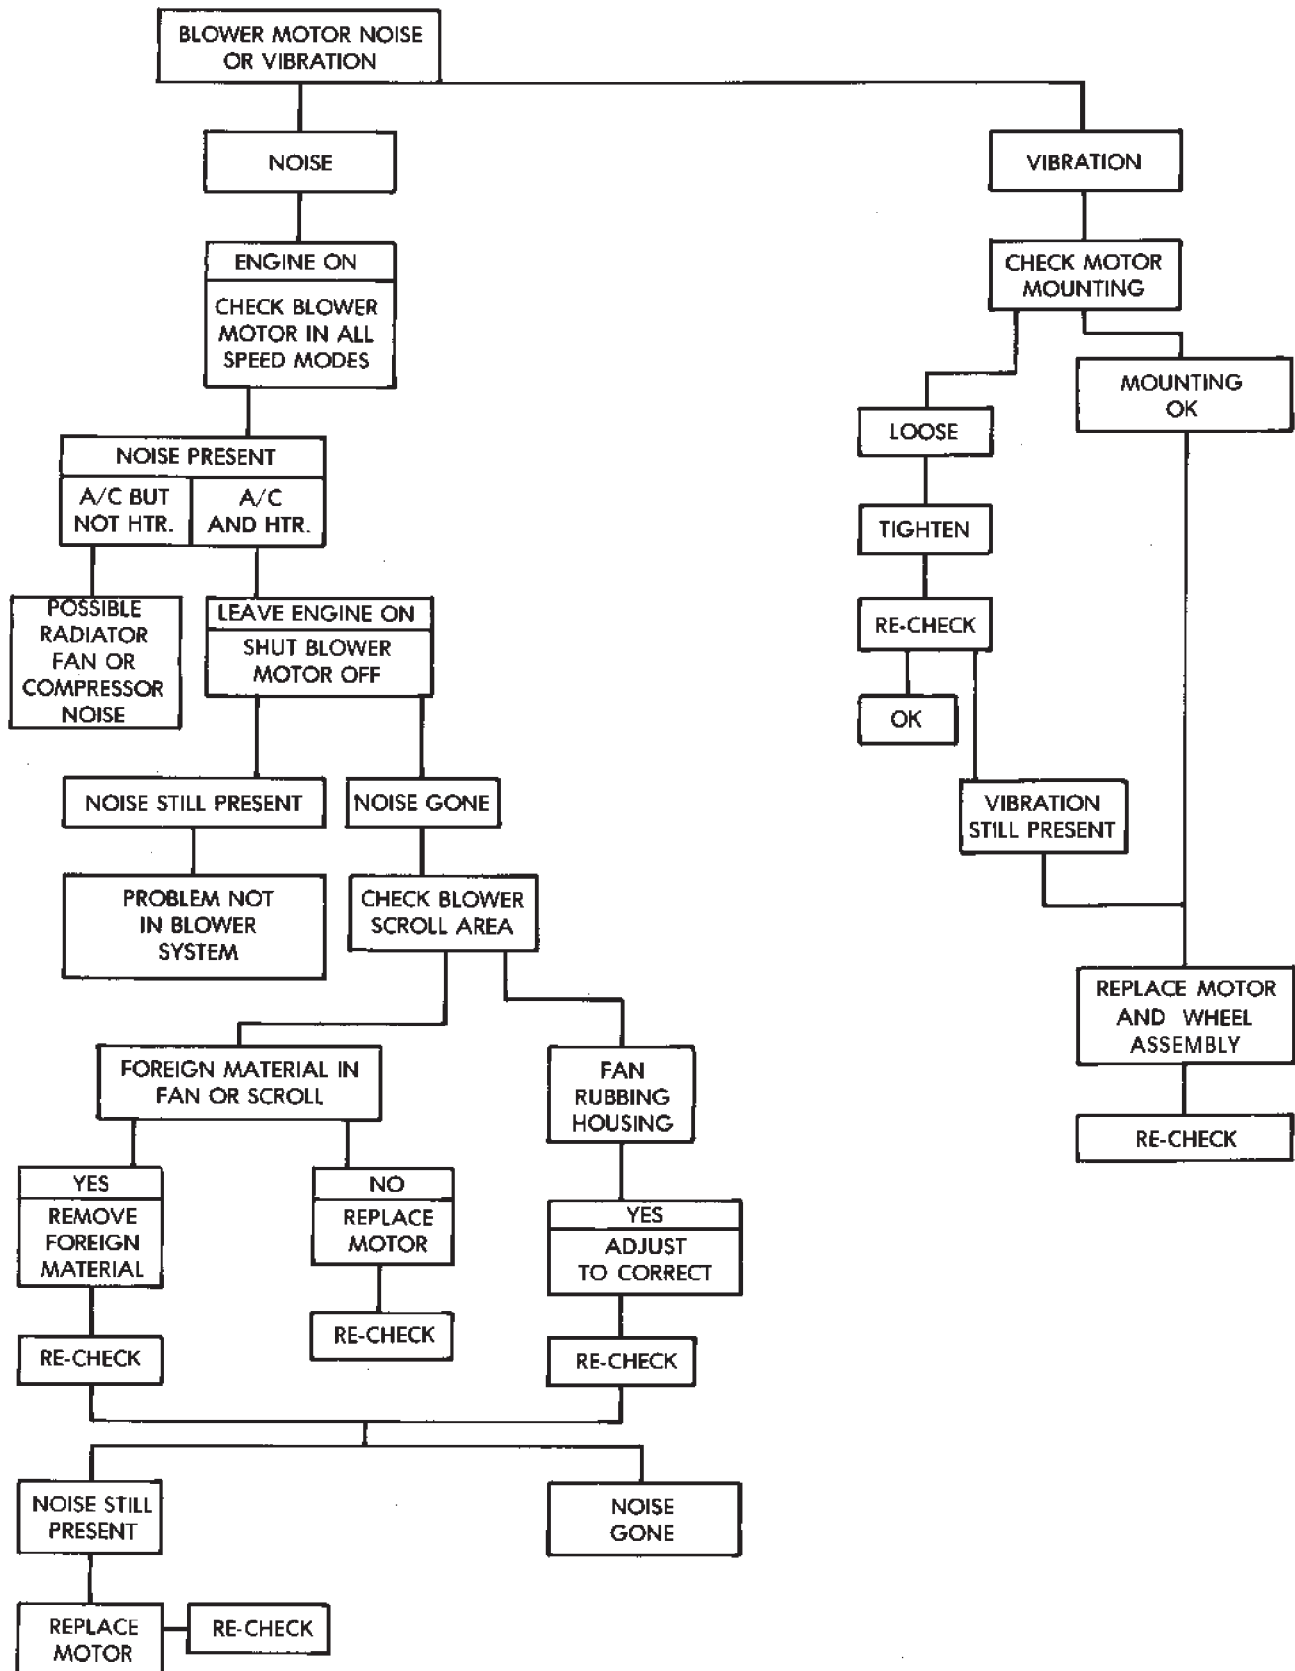 BLOWER MOTOR NOISE
OR VIBRATION
NOISE
ENGINE ON
CHECK BLOWER
MOTOR IN ALL
SPEED MODES
NOISE PRESENT
A/C BUT
NOT HTR.
A/C
AND HTR.
POSSIBLE
RADIATOR
FAN OR
COMPRESSOR
NOISE
LEAVE ENGINE ON
SHUT BLOWER
MOTOR OFF
NOISE STILL PRESENT
NOISE GONE
PROBLEM NOT
IN BLOWER
SYSTEM
CHECK BLOWER
SCROLL AREA
FOREIGN MATERIAL IN
FAN OR SCROLL
FAN
RUBBING
HOUSING
YES
REMOVE
FOREIGN
MATERIAL
NO
REPLACE
MOTOR
YES
ADJUST
TO CORRECT
RE-CHECK
RE-CHECK
RE-CHECK
NOISE STILL
PRESENT
NOISE
GONE
REPLACE
MOTOR
RE-CHECK
VIBRATION
CHECK MOTOR
MOUNTING
MOUNTING
OK
LOOSE
TIGHTEN
RE-CHECK
OK
VIBRATION
STILL PRESENT
REPLACE MOTOR
AND WHEEL
ASSEMBLY
RE-CHECK